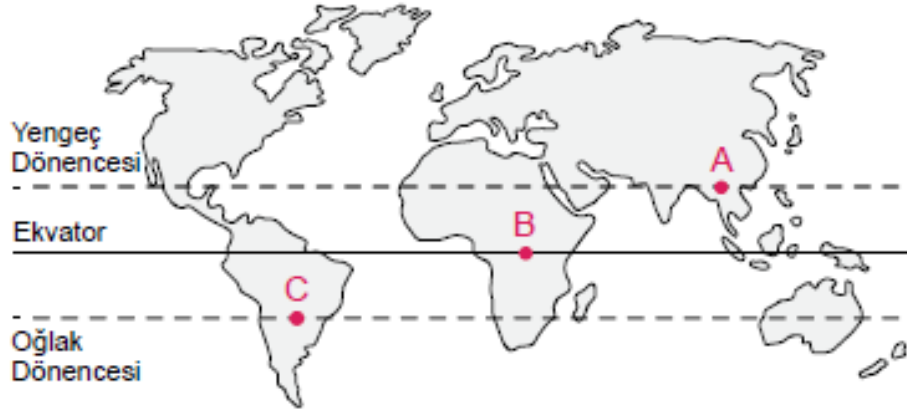 Yengeç
Dönencesi
A
B
Ekvator
C
Oğlak
Dönencesi